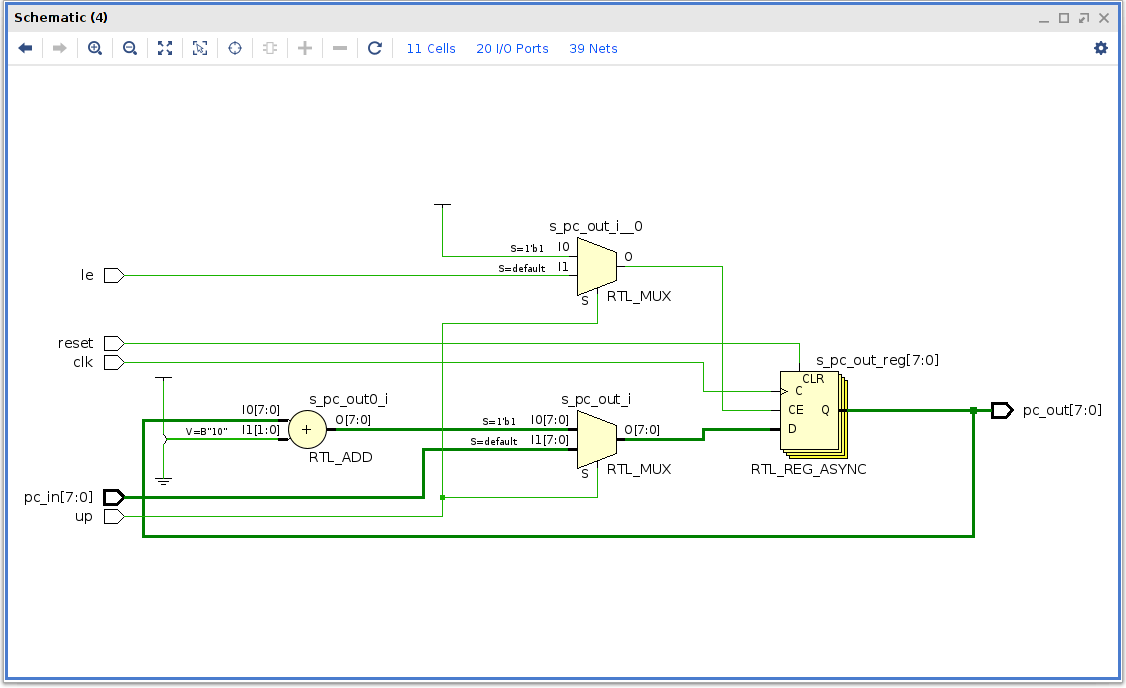 Schematic (4)
11 Cells 20 I/O Ports 39 Nets
s_pc_out_i__0
S=1'b1 I0
O
S=default I1
le
S
RTL_MUX
reset
clk
s_pc_out_reg[7:0]
CLR
C
CE Q
D
RTL_REG_ASYNC
pc_out[7:0]
s_pc_out0_i
I0[7:0]
O[7:0]
V=B"10" I1[1:0]
+
RTL_ADD
s_pc_out_i
S=1'b1 I0[7:0]
O[7:0]
S=default I1[7:0]
S
RTL_MUX
pc_in[7:0]
up